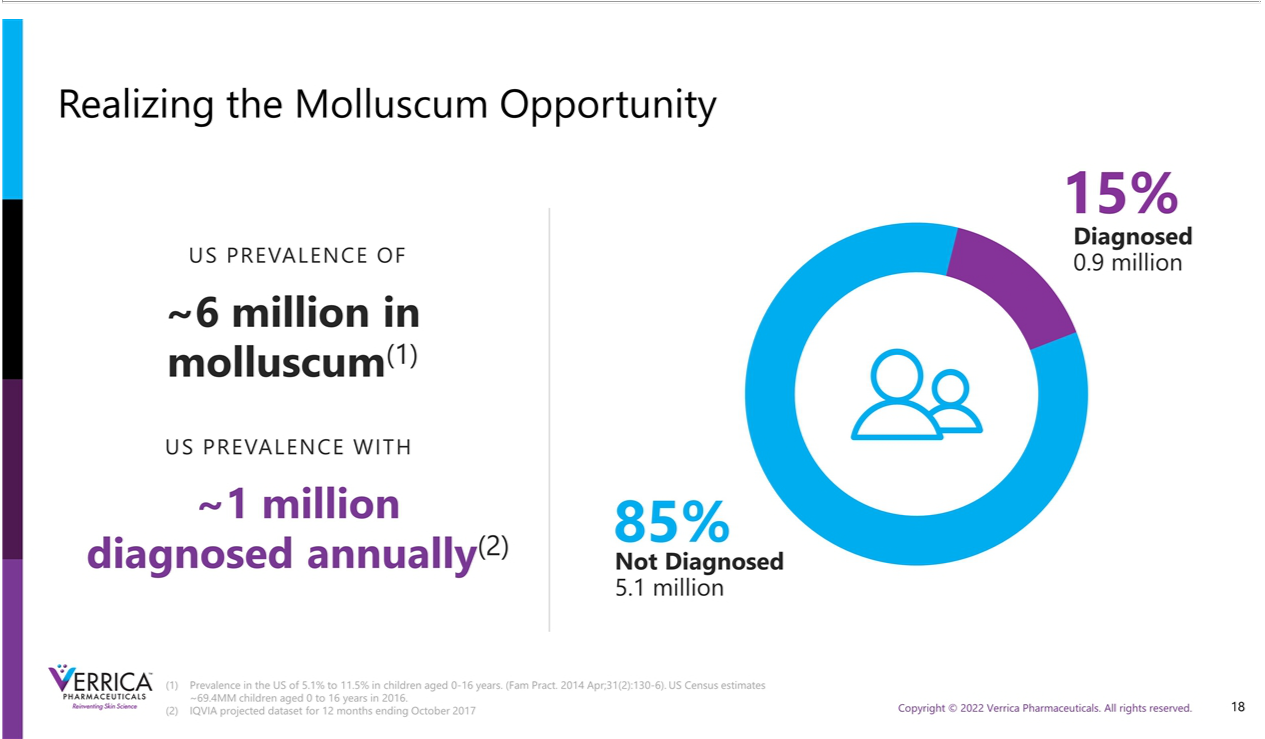 Realizing the Molluscum Opportunity
US PREVALENCE OF
~6 million in
molluscum(1)
US PREVALENCE WITH
~1 million
diagnosed annually(2)
15%
Diagnosed
0.9 million
85%
Not Diagnosed
5.1 million
VERRICA™
PHARMACEUTICALS
Reinventing Skin Science
(1) Prevalence in the US of 5.1% to 11.5% in children aged 0-16 years. (Fam Pract. 2014 Apr;31(2):130-6). US Census estimates
~69.4MM children aged 0 to 16 years in 2016.
(2) IQVIA projected dataset for 12 months ending October 2017
Copyright © 2022 Verrica Pharmaceuticals. All rights reserved.
18